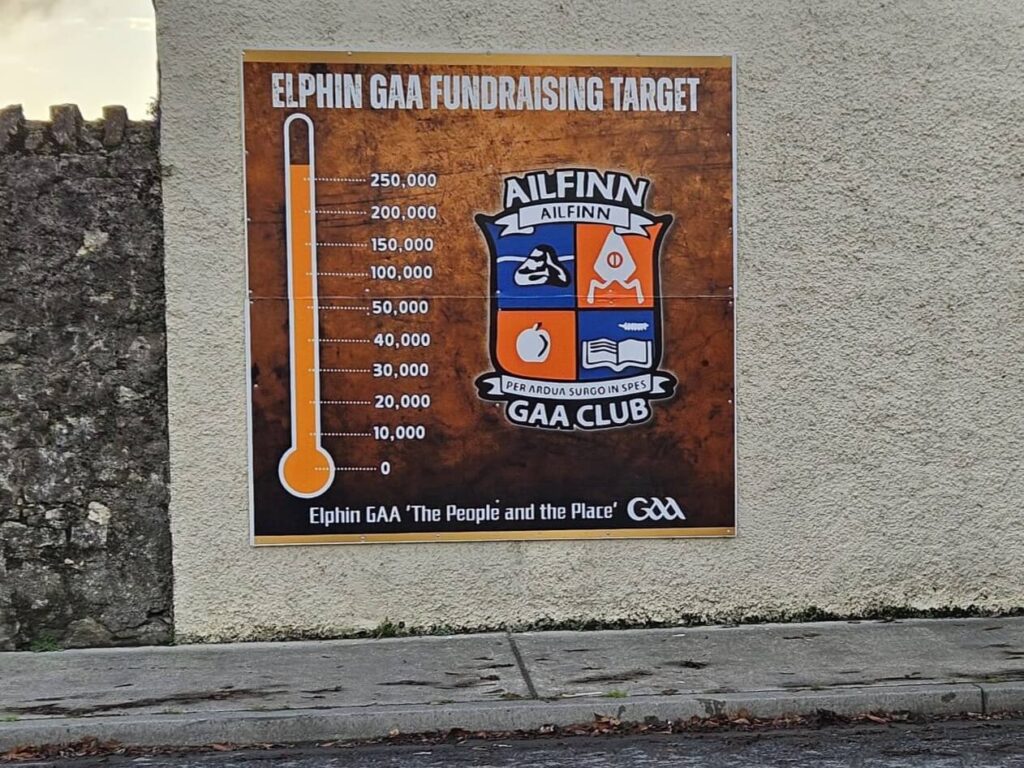 ELPHIN GAA FUNDRAISING TARGET
250,000
200,000
150,000
100,000
50,000
40,000
30,000
20,000
10,000
0
AILFINN
AILFINN
PER ARDUA SURGO IN SPES
GAA CLUB
Elphin GAA 'The People and the Place' GAA